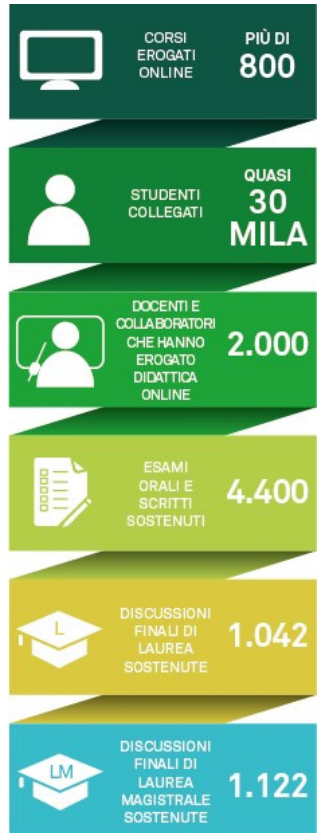 CORSI
EROGATI
ONLINE
PIÙ DI
800
STUDENTI
COLLEGATI
QUASI
30
MILA
DOCENTI E
COLLABORATORI
CHE HANNO
EROGATO
DIDATTICA
ONLINE
2.000
ESAMI
ORALI E
SCRITTI
SOSTENUTI
4.400
L
DISCUSSIONI
FINALI DI
LAUREA
SOSTENUTE
1.042
LM
DISCUSSIONI
FINALI DI
LAUREA
MAGISTRALE
SOSTENUTE
1.122